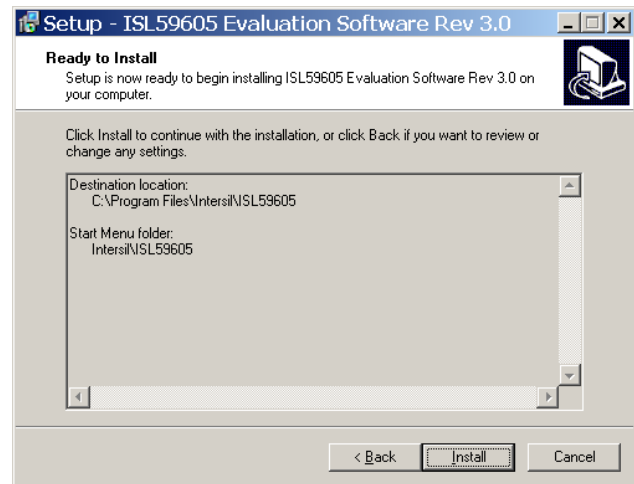 Setup - ISL59605 Evaluation Software Rev 3.0
Ready to Install
Setup is now ready to begin installing ISL59605 Evaluation Software Rev 3.0 on
your computer.
Click Install to continue with the installation, or click Back if you want to review or
change any settings.
Destination location:
C:\Program Files\Intersil\ISL59605
Start Menu folder:
Intersil\ISL59605
< Back
Install
Cancel